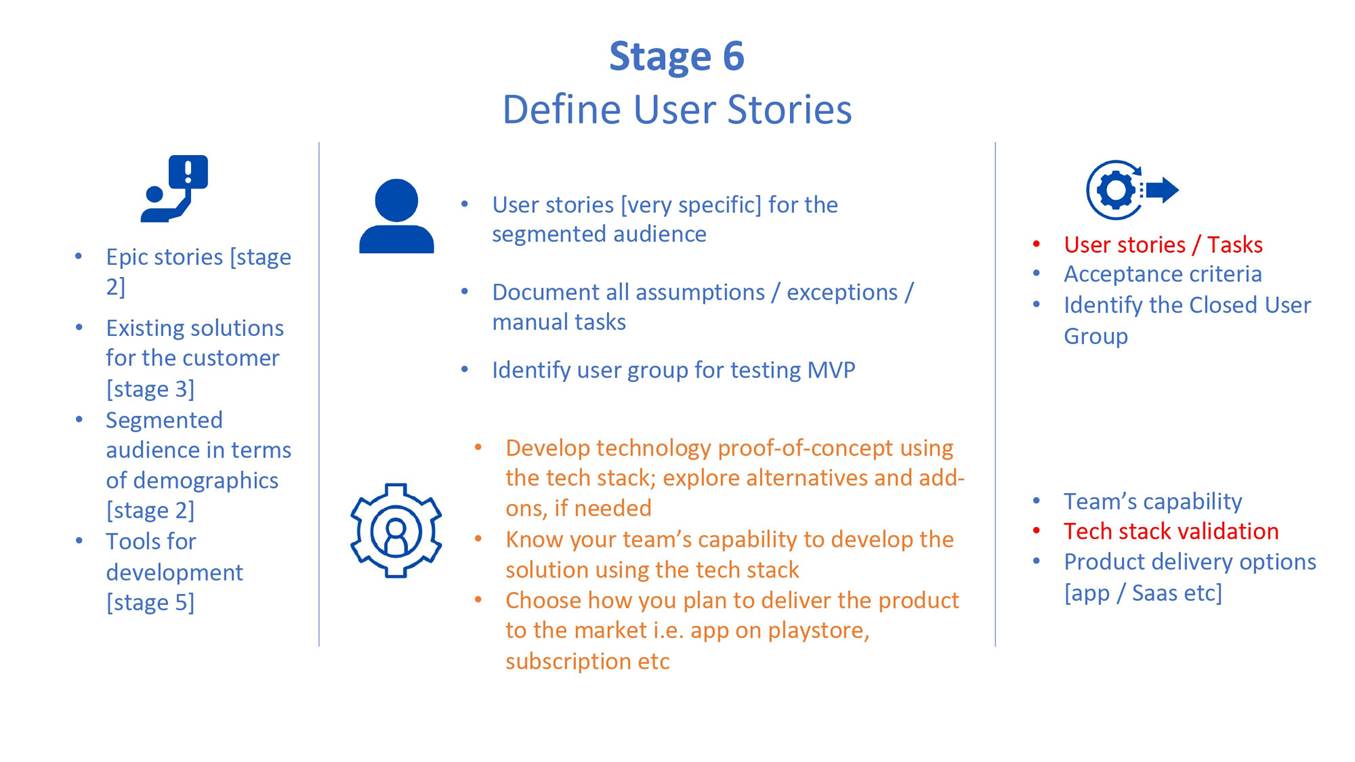 Stage 6
Define User Stories
• Epic stories [stage
2]
• Existing solutions
for the customer
[stage 3]
• Segmented
audience in terms
of demographics
[stage 2]
• Tools for
development
[stage 5]
• User stories [very specific] for the
segmented audience
• Document all assumptions / exceptions /
manual tasks
• Identify user group for testing MVP
• Develop technology proof-of-concept using
the tech stack; explore alternatives and add-
ons, if needed
• Know your team’s capability to develop the
solution using the tech stack
• Choose how you plan to deliver the product
to the market i.e. app on playstore,
subscription etc
• User stories / Tasks
• Acceptance criteria
• Identify the Closed User
Group
• Team’s capability
• Tech stack validation
• Product delivery options
[app / Saas etc]